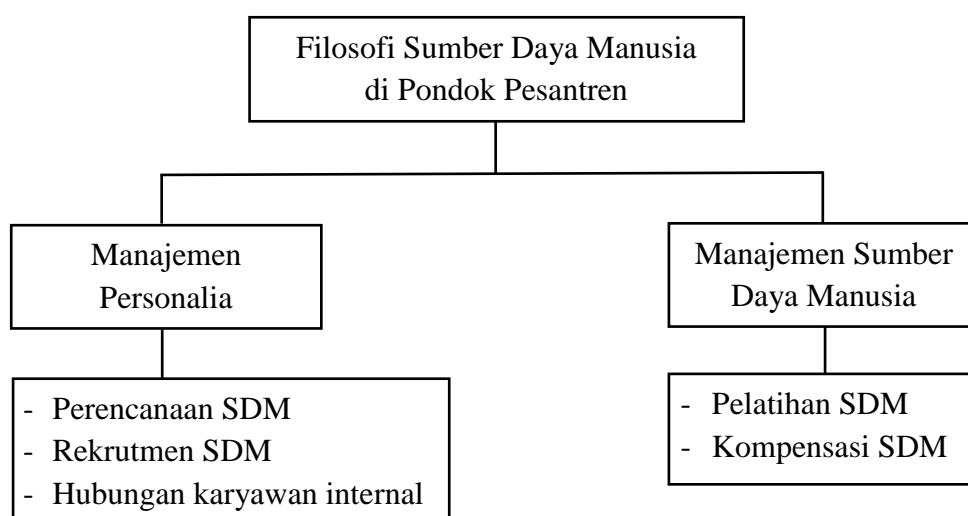 Filosofi Sumber Daya Manusia
di Pondok Pesantren
Manajemen
Personalia
Manajemen Sumber
Daya Manusia
- Perencanaan SDM
- Rekrutmen SDM
- Hubungan karyawan internal
- Pelatihan SDM
- Kompensasi SDM